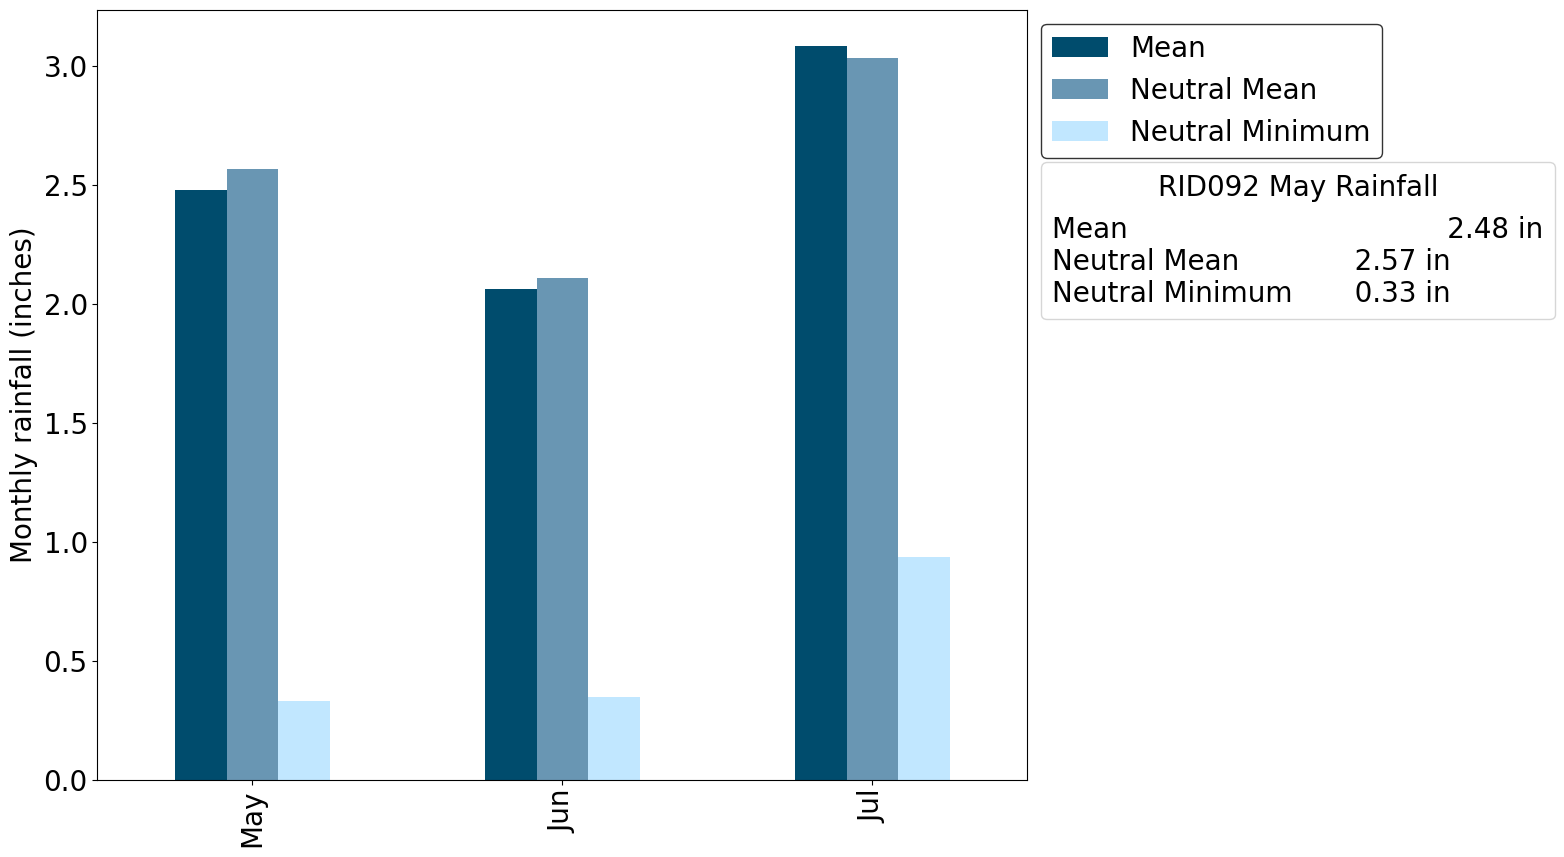 Monthly rainfall (inches)
3.0
2.5
2.0
1.5
1.0
0.5
0.0
May
Jun
Jul
Mean
Neutral Mean
Neutral Minimum
RID092 May Rainfall
Mean 2.48 in
Neutral Mean 2.57 in
Neutral Minimum 0.33 in